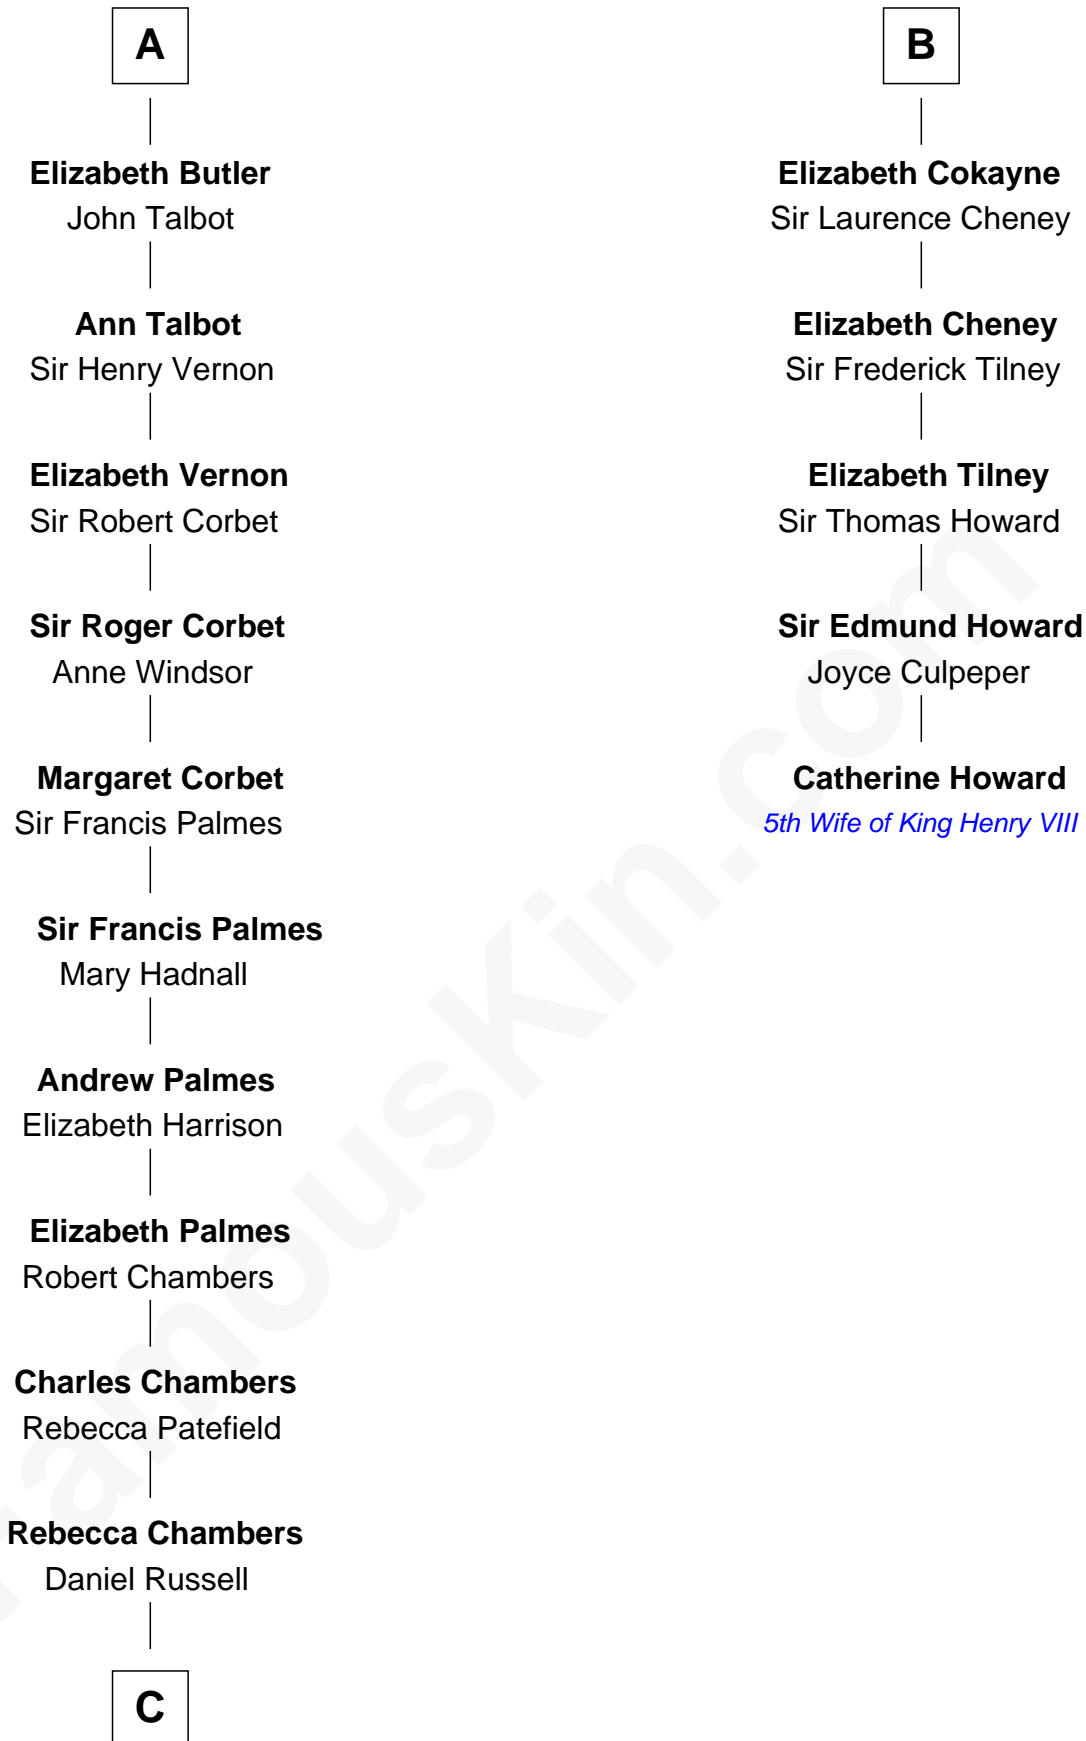 A
Elizabeth Butler
John Talbot
Ann Talbot
Sir Henry Vernon
Elizabeth Vernon
Sir Robert Corbet
Sir Roger Corbet
Anne Windsor
Margaret Corbet
Sir Francis Palmes
Sir Francis Palmes
Mary Hadnall
Andrew Palmes
Elizabeth Harrison
Elizabeth Palmes
Robert Chambers
Charles Chambers
Rebecca Patefield
Rebecca Chambers
Daniel Russell
C
B
Elizabeth Cokayne
Sir Laurence Cheney
Elizabeth Cheney
Sir Frederick Tilney
Elizabeth Tilney
Sir Thomas Howard
Sir Edmund Howard
Joyce Culpeper
Catherine Howard
5th Wife of King Henry VIII
FamousKin.com